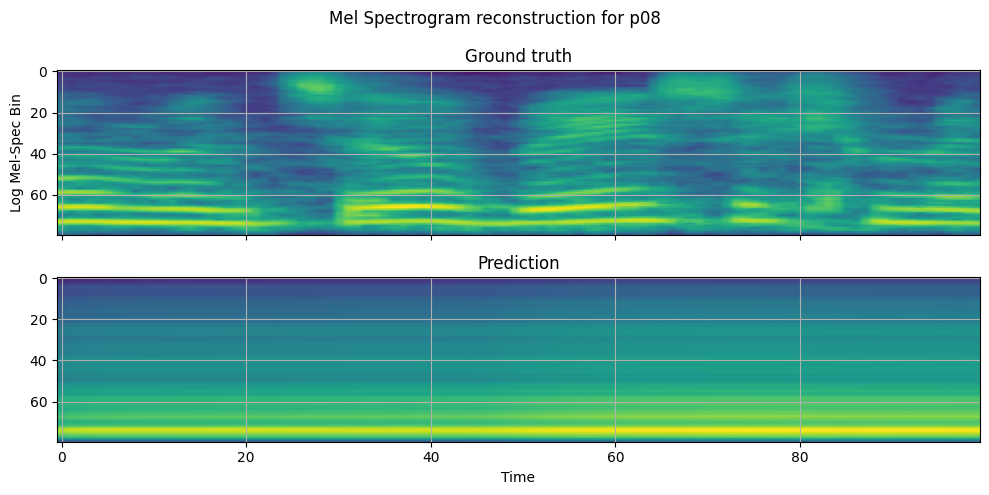 Mel Spectrogram reconstruction for p08
Ground truth
0
20
40
60
Log Mel-Spec Bin
Prediction
0
20
40
60
0 20 40 60 80
Time